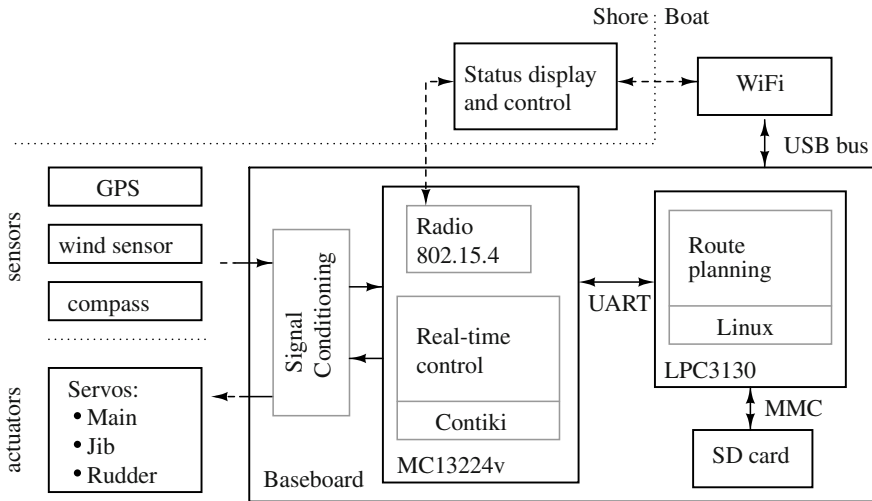 Shore
Boat
Status display
and control
WiFi
USB bus
sensors
GPS
wind sensor
compass
actuators
Servos:
• Main
• Jib
• Rudder
Signal
Conditioning
Radio
802.15.4
Real-time
control
Contiki
MC13224v
Baseboard
UART
Route
planning
Linux
LPC3130
MMC
SD card